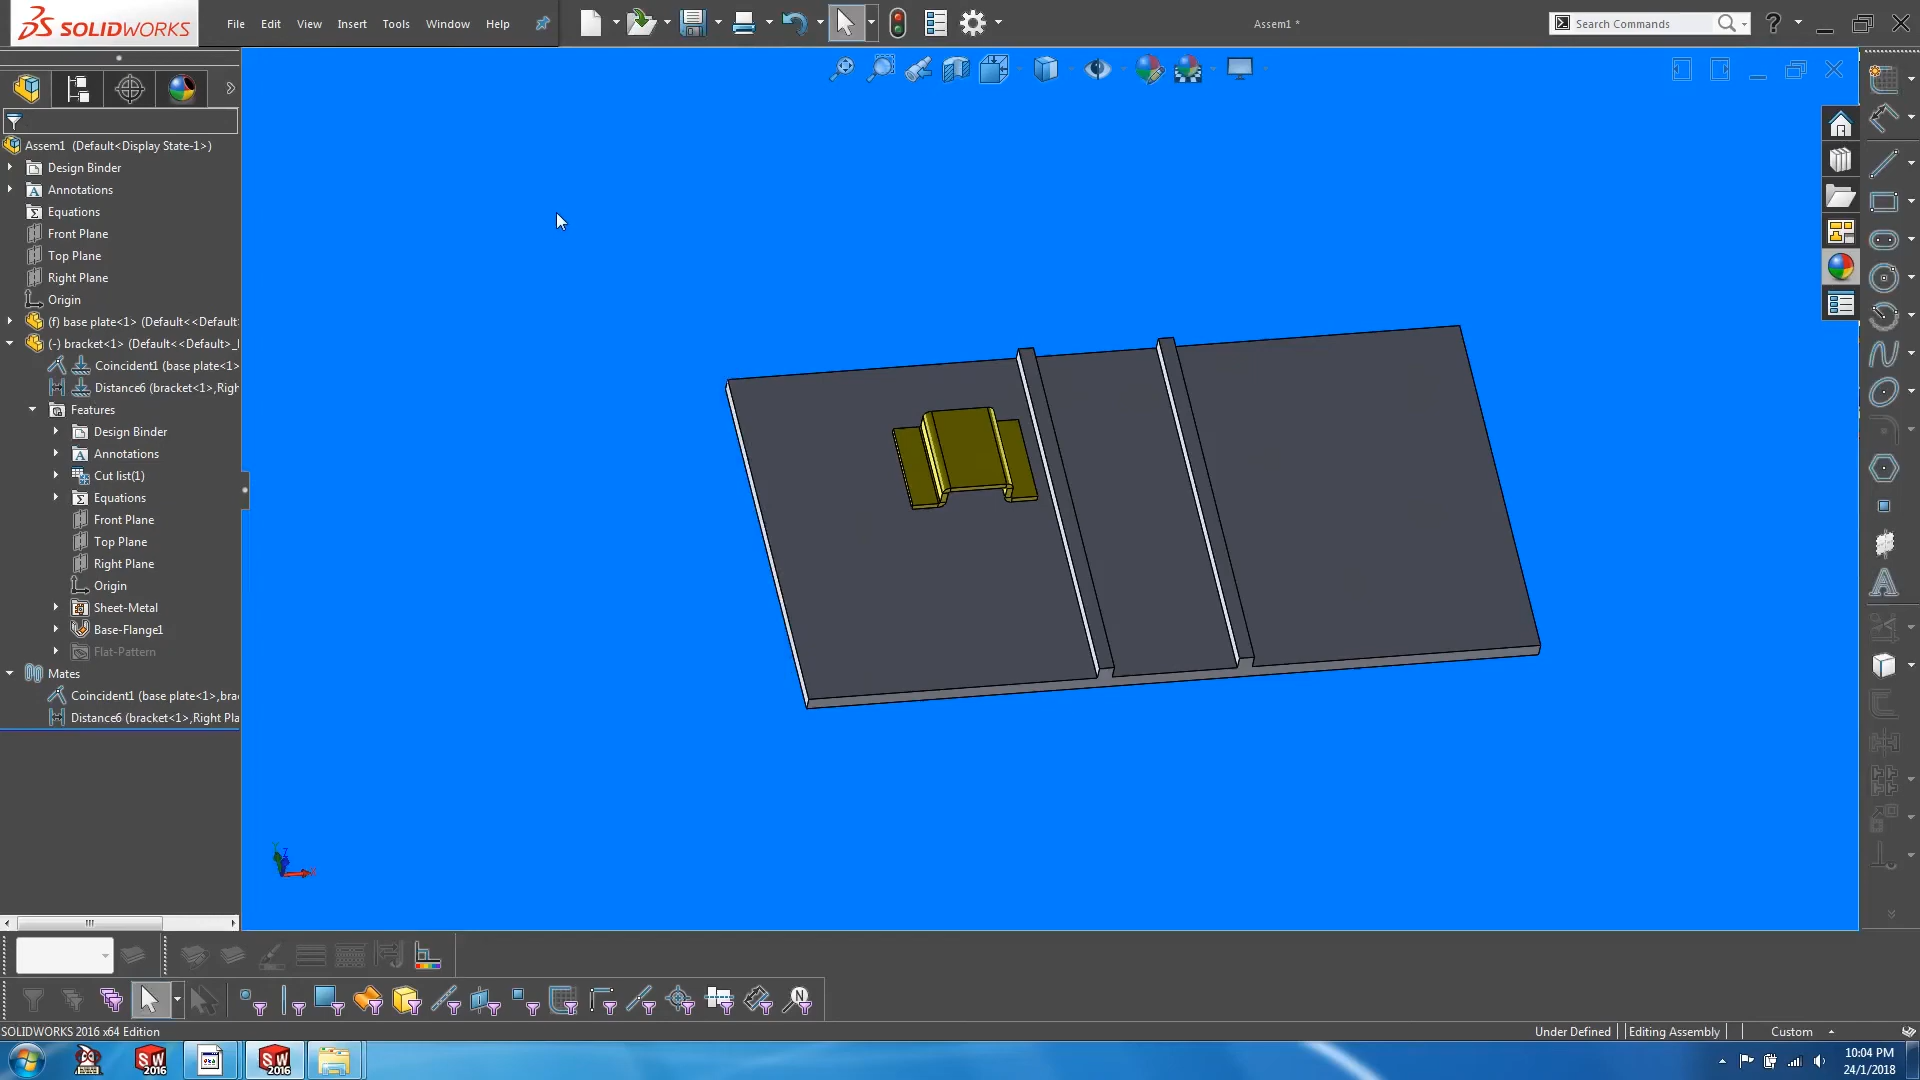 SOLIDWORKS
File Edit View Insert Tools Window Help
Assem1 *
Search Commands
?
Assem1 (Default<Display State-1>)
Design Binder
Annotations
Equations
Front Plane
Top Plane
Right Plane
Origin
(f) base plate<1> (Default<<Default:
(-) bracket<1> (Default<<Default>_
Coincident1 (base plate<1>
Distance6 (bracket<1>,Righ
Features
Design Binder
Annotations
Cut list(1)
Equations
Front Plane
Top Plane
Right Plane
Origin
Sheet-Metal
Base-Flange1
Flat-Pattern
Mates
Coincident1 (base plate<1>,bra
Distance6 (bracket<1>,Right Pla
SOLIDWORKS 2016 x64 Edition
Under Defined Editing Assembly Custom
SW 2016
SW 2016
10:04 PM
24/1/2018